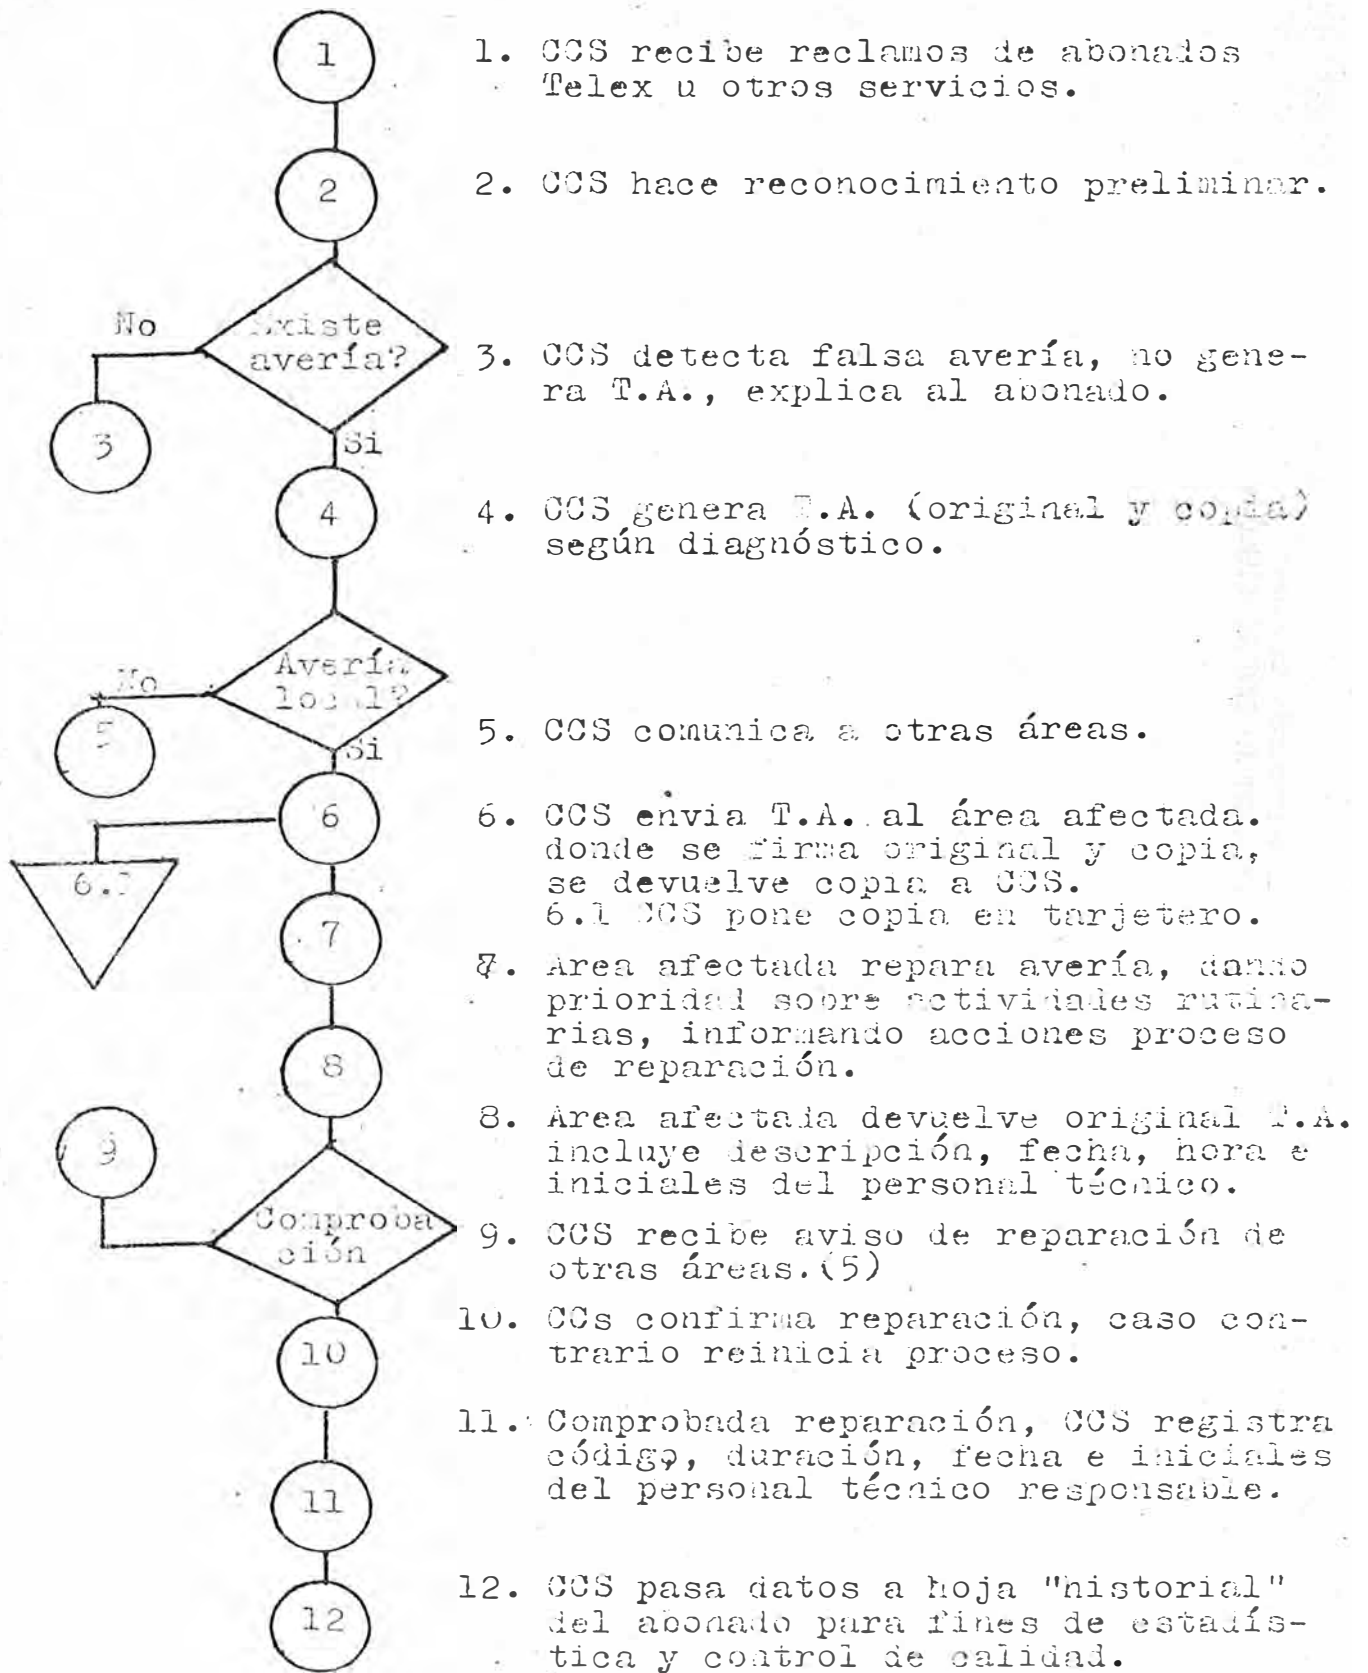 1
1. CCS recibe reclamos de abonados
Telex u otros servicios.
2
2. CCS hace reconocimiento preliminar.
No
Existe
avería?
3
3. CCS detecta falsa avería, no gene-
ra T.A., explica al abonado.
Si
4
4. CCS genera T.A. (original y copia)
según diagnóstico.
No
Avería
local?
5
5. CCS comunica a otras áreas.
Si
6
6. CCS envia T.A. al área afectada.
donde se firma original y copia,
se devuelve copia a CCS.
6.1
6.1 CCS pone copia en tarjetero.
7
7. Area afectada repara avería, dando
prioridad sobre actividades rutina-
rias, informando acciones proceso
de reparación.
8
8. Area afectada devuelve original T.A.
incluye descripción, fecha, hora e
iniciales del personal técnico.
9
Comproba
ción
9. CCS recibe aviso de reparación de
otras áreas.(5)
10
10. CCs confirma reparación, caso con-
trario reinicia proceso.
11
11. Comprobada reparación, CCS registra
código, duración, fecha e iniciales
del personal técnico responsable.
12
12. CCS pasa datos a hoja "historial"
del abonado para fines de estadís-
tica y control de calidad.